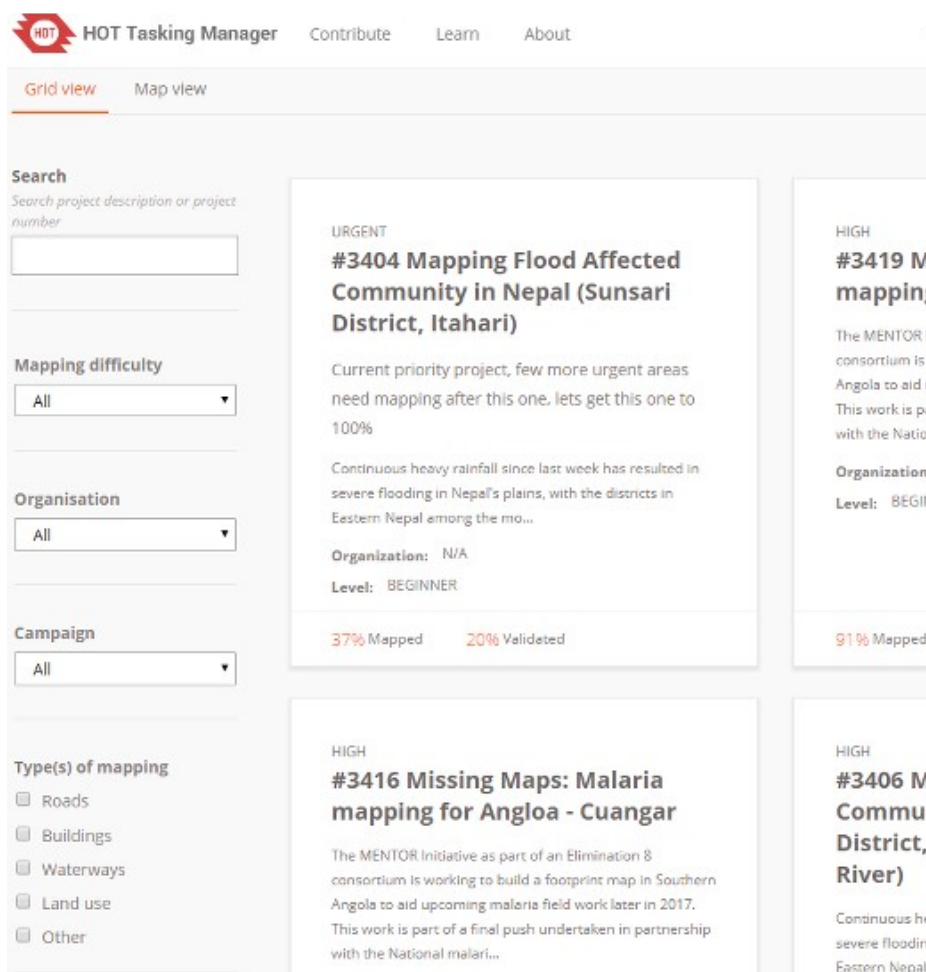 HOT HOT Tasking Manager Contribute Learn About
Grid view Map view
Search
Search project description or project
number
Mapping difficulty
All
Organisation
All
Campaign
All
Type(s) of mapping
Roads
Buildings
Waterways
Land use
Other
URGENT
#3404 Mapping Flood Affected
Community in Nepal (Sunsari
District, Itahari)
Current priority project, few more urgent areas
need mapping after this one, lets get this one to
100%
Continuous heavy rainfall since last week has resulted in
severe flooding in Nepal's plains, with the districts in
Eastern Nepal among the mo...
Organization: N/A
Level: BEGINNER
37% Mapped 20% Validated
HIGH
#3419 M
mapping
The MENTOR
consortium is
Angola to aid
This work is pa
with the Natio
Organization
Level: BEGI
91% Mapped
HIGH
#3416 Missing Maps: Malaria
mapping for Angloa - Cuangar
The MENTOR Initiative as part of an Elimination 8
consortium is working to build a footprint map in Southern
Angola to aid upcoming malaria field work later in 2017.
This work is part of a final push undertaken in partnership
with the National malari...
HIGH
#3406 M
Commu
District,
River)
Continuous he
severe floodin
Eastern Nepal